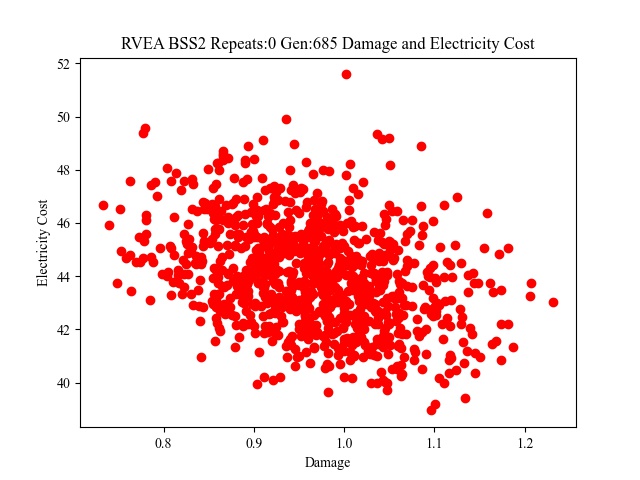 RVEA BSS2 Repeats:0 Gen:685 Damage and Electricity Cost
52
50
48
46
44
42
40
Electricity Cost
0.8 0.9 1.0 1.1 1.2
Damage